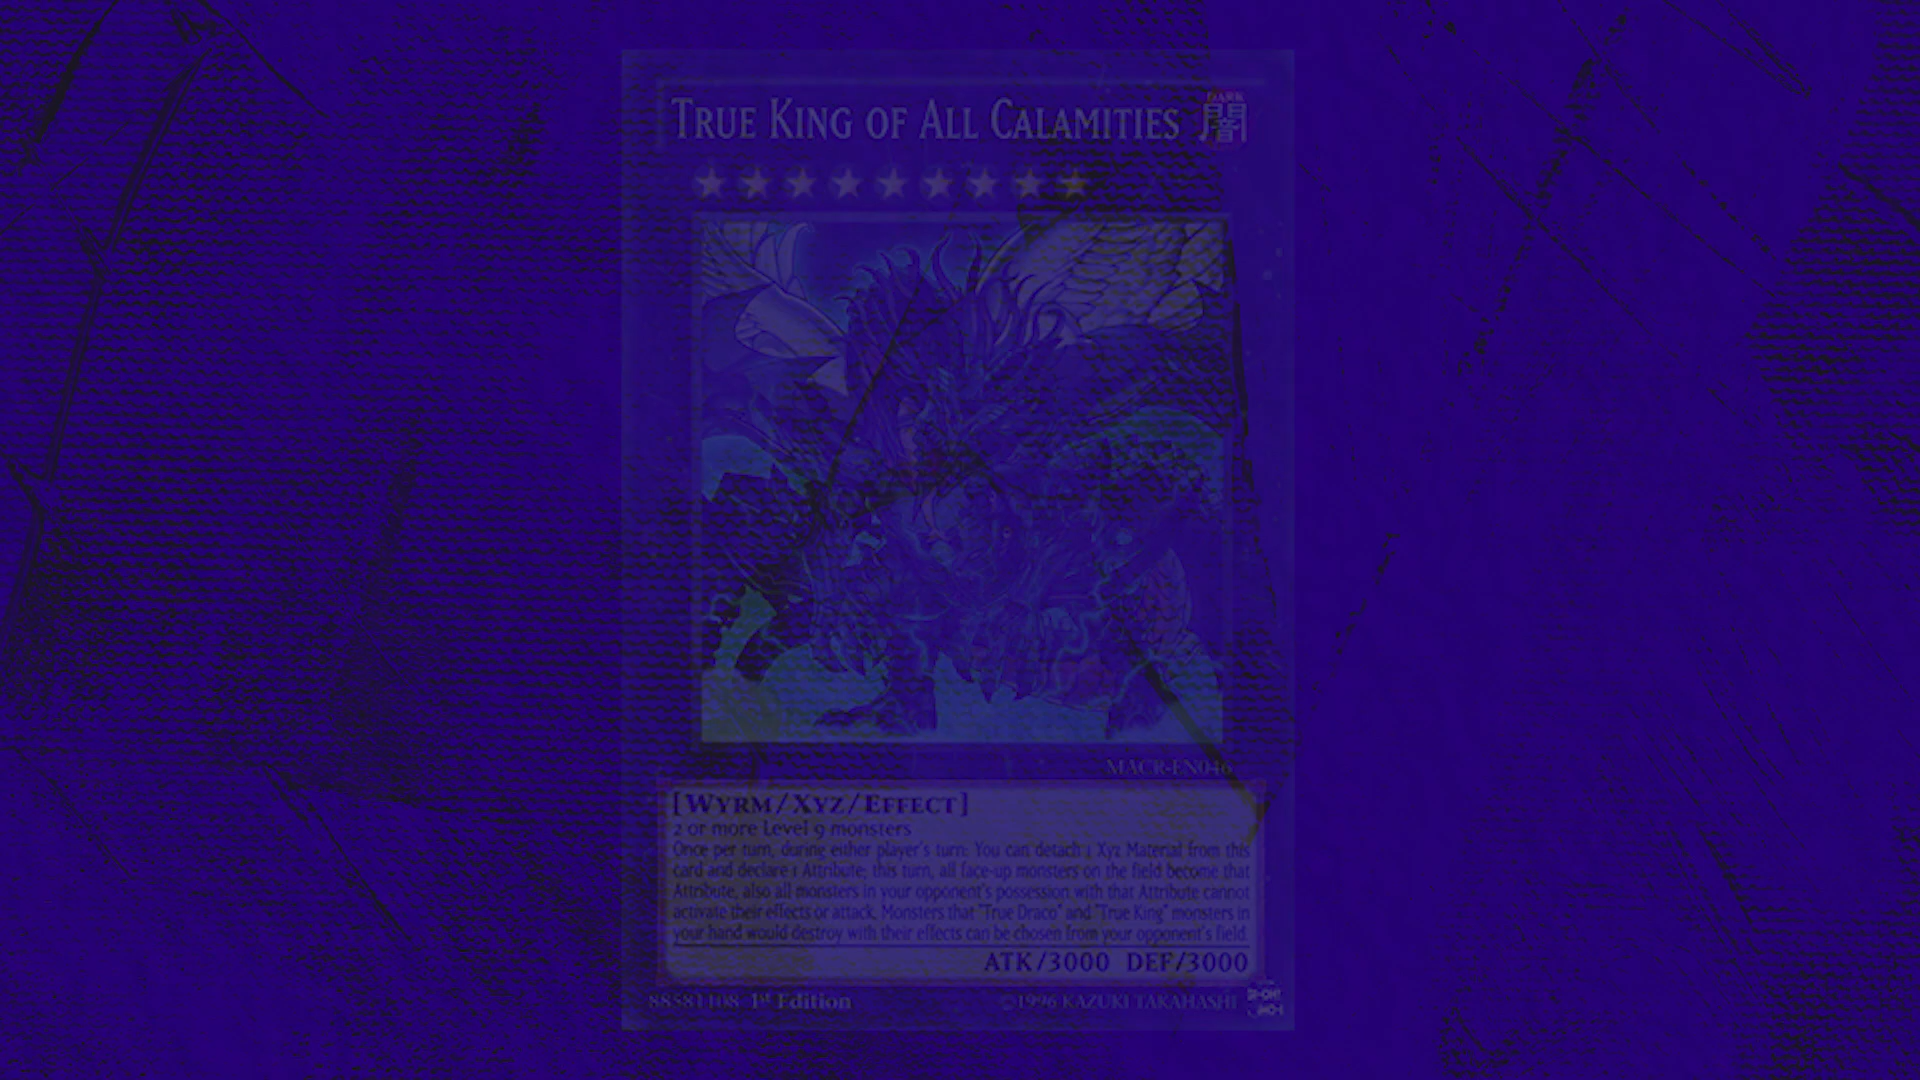 TRUE KING OF ALL CALAMITIES
DARK
闇
MACR-EN046
[WYRM/XYZ/EFFECT]
2 or more Level 9 monsters
Once per turn, during either player's turn: You can detach 1 Xyz Material from this
card and declare 1 Attribute; this turn, all face-up monsters on the field become that
Attribute, also all monsters in your opponent's possession with that Attribute cannot
activate their effects or attack. Monsters that "True Draco" and "True King" monsters in
your hand would destroy with their effects can be chosen from your opponent's field.
ATK/3000 DEF/3000
88581108 1st Edition
©1996 KAZUKI TAKAHASHI